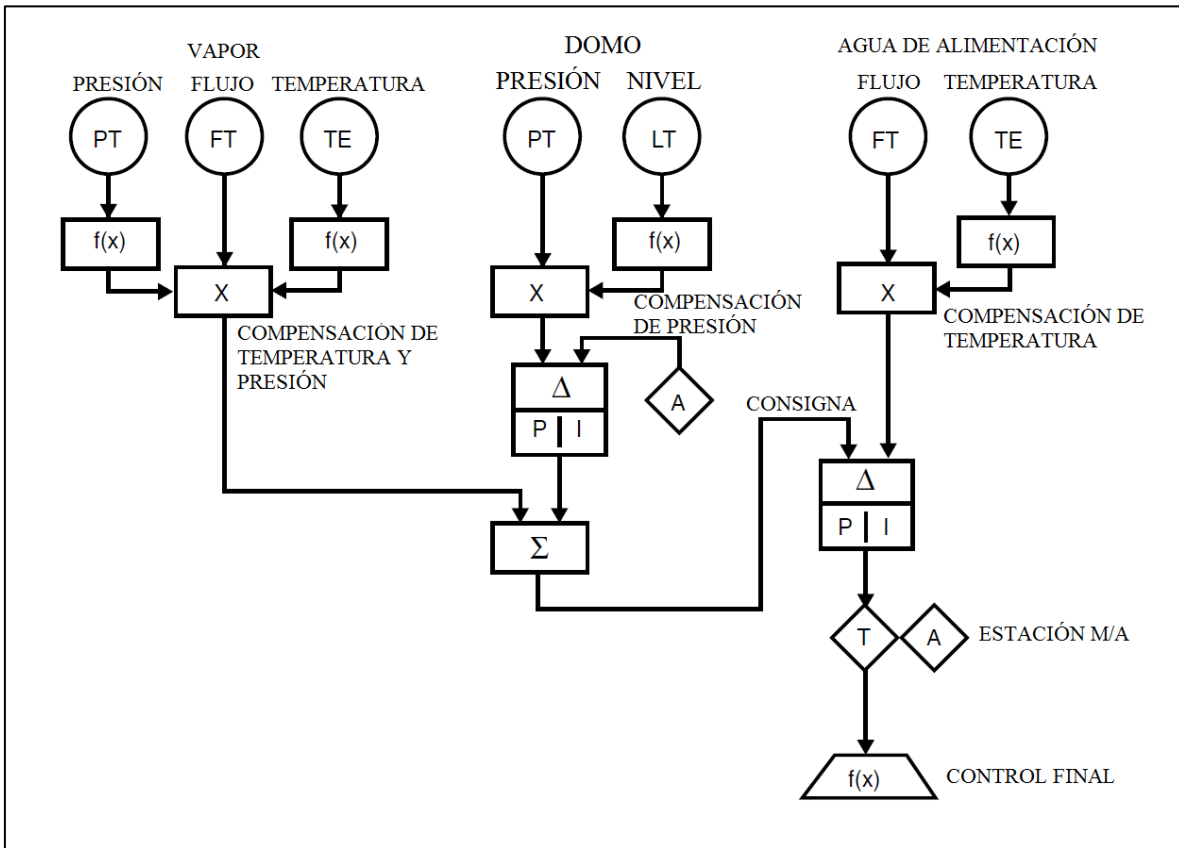 VAPOR
PRESIÓN FLUJO TEMPERATURA
DOMO
PRESIÓN NIVEL
AGUA DE ALIMENTACIÓN
FLUJO TEMPERATURA
PT FT TE PT LT FT TE
f(x) f(x) f(x) f(x)
X X X
COMPENSACIÓN DE
TEMPERATURA Y
PRESIÓN
COMPENSACIÓN
DE PRESIÓN
COMPENSACIÓN DE
TEMPERATURA
Δ
P I
A
CONSIGNA
Δ
P I
Σ
T A ESTACIÓN M/A
f(x) CONTROL FINAL